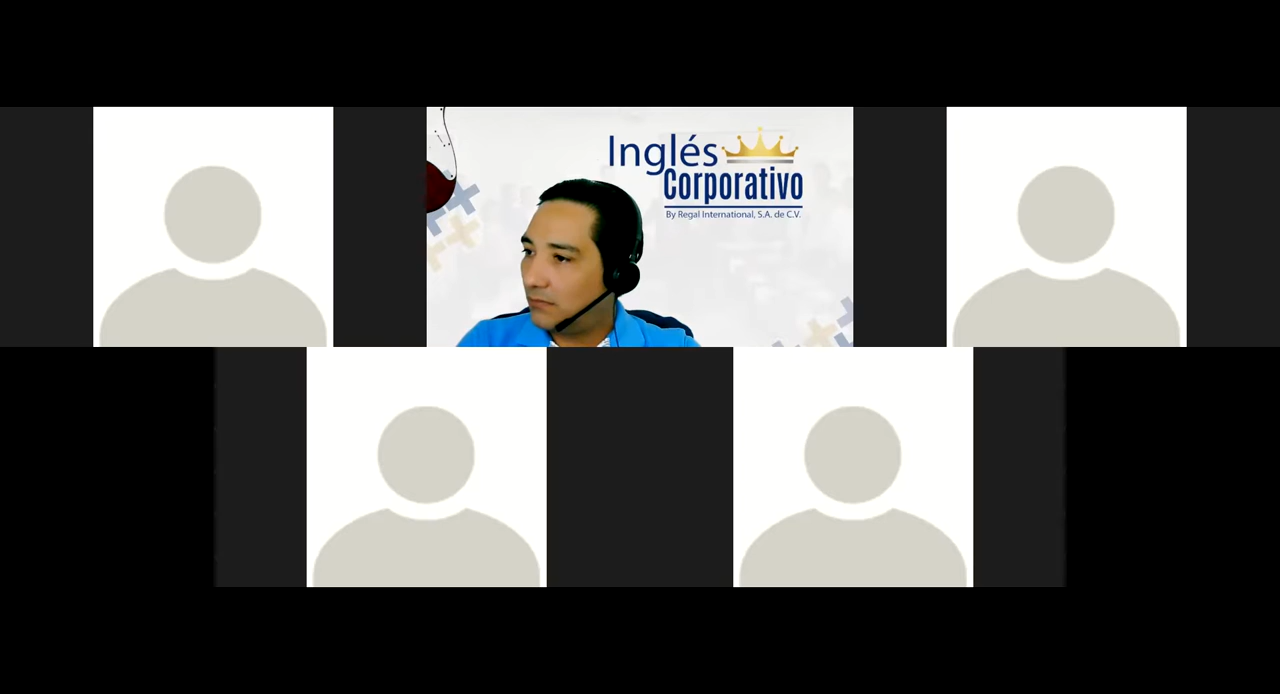 Inglés
Corporativo
By Regal International, S.A. de C.V.